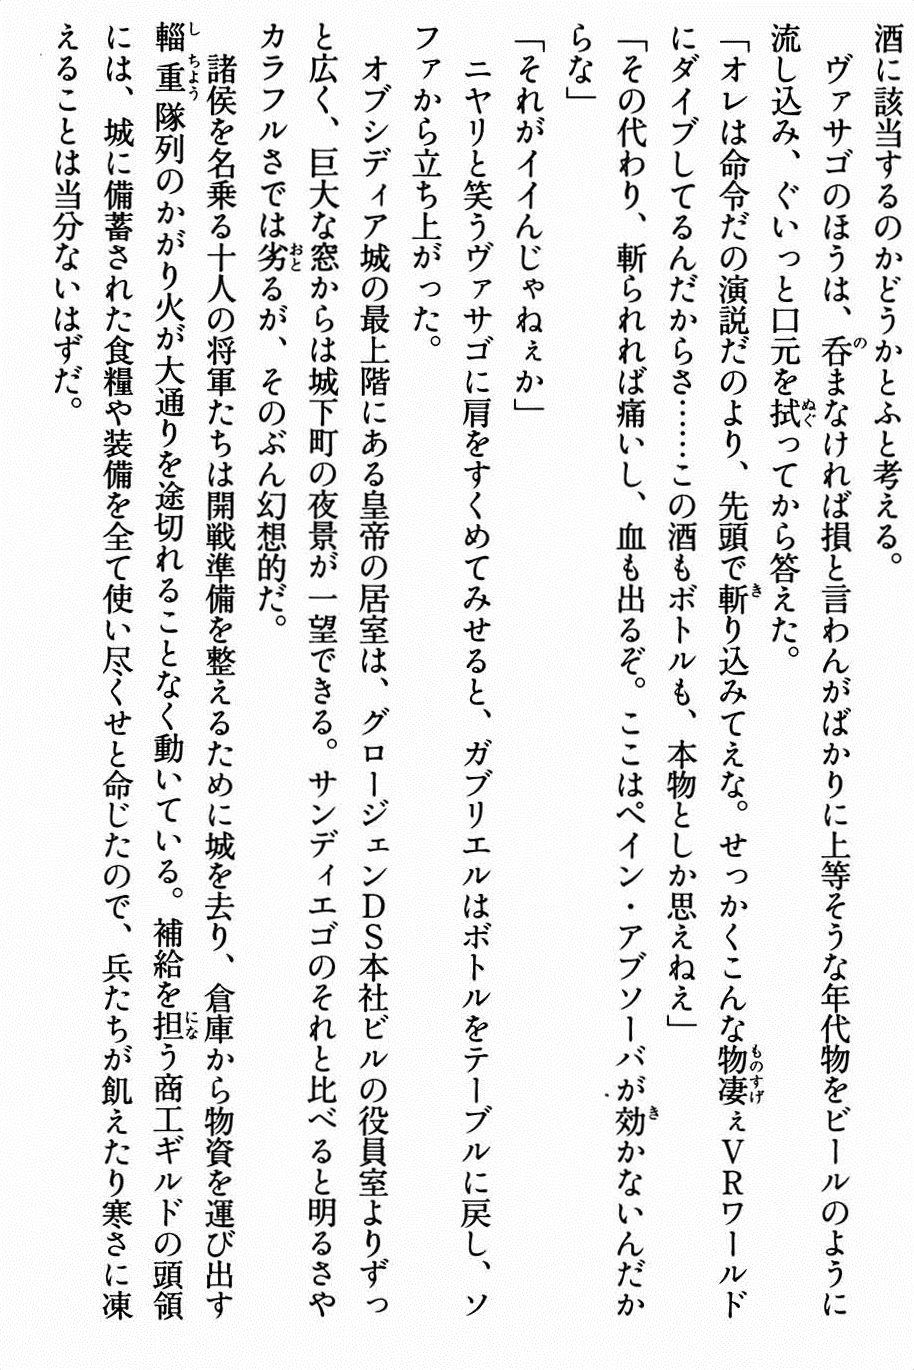 酒に該当するのかどうかとふと考える。
　ヴァサゴのほうは、呑まなければ損と言わんがばかりに上等そうな年代物をビールのように
流し込み、ぐいっと口元を拭ってから答えた。
「オレは命令だの演説だのより、先頭で斬り込みてえな。せっかくこんな物凄ぇＶＲワールド
にダイブしてるんだからさ……この酒もボトルも、本物としか思えねえ」
「その代わり、斬られれば痛いし、血も出るぞ。ここはペイン・アブソーバが効かないんだか
らな」
「それがイイんじゃねぇか」
　ニヤリと笑うヴァサゴに肩をすくめてみせると、ガブリエルはボトルをテーブルに戻し、ソ
ファから立ち上がった。
　オブシディア城の最上階にある皇帝の居室は、グロージェンＤＳ本社ビルの役員室よりずっ
と広く、巨大な窓からは城下町の夜景が一望できる。サンディエゴのそれと比べると明るさや
カラフルさでは劣るが、そのぶん幻想的だ。
　諸侯を名乗る十人の将軍たちは開戦準備を整えるために城を去り、倉庫から物資を運び出す
輜重隊列のかがり火が大通りを途切れることなく動いている。補給を担う商工ギルドの頭領
には、城に備蓄された食糧や装備を全て使い尽くせと命じたので、兵たちが飢えたり寒さに凍
えることは当分ないはずだ。